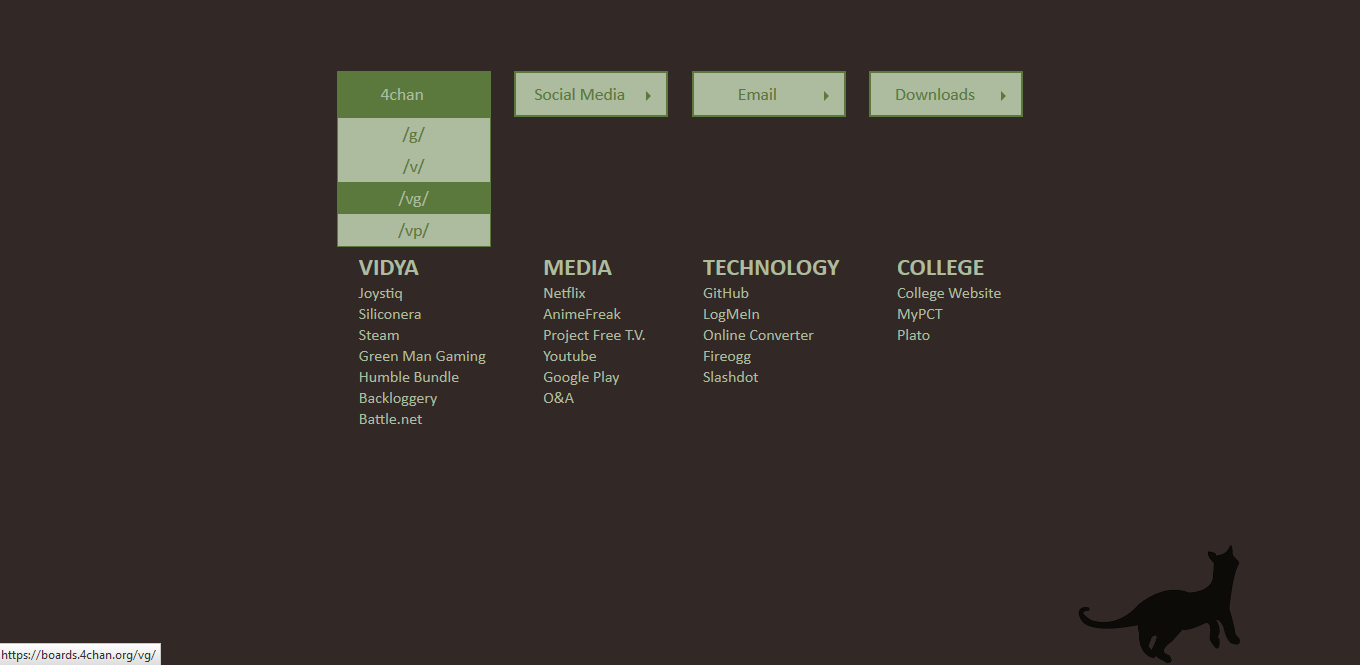 4chan
Social Media
Email
Downloads
/g/
/v/
/vg/
/vp/
VIDYA
Joystiq
Siliconera
Steam
Green Man Gaming
Humble Bundle
Backloggery
Battle.net
MEDIA
Netflix
AnimeFreak
Project Free T.V.
Youtube
Google Play
O&A
TECHNOLOGY
GitHub
LogMeIn
Online Converter
Fireogg
Slashdot
COLLEGE
College Website
MyPCT
Plato
https://boards.4chan.org/vg/